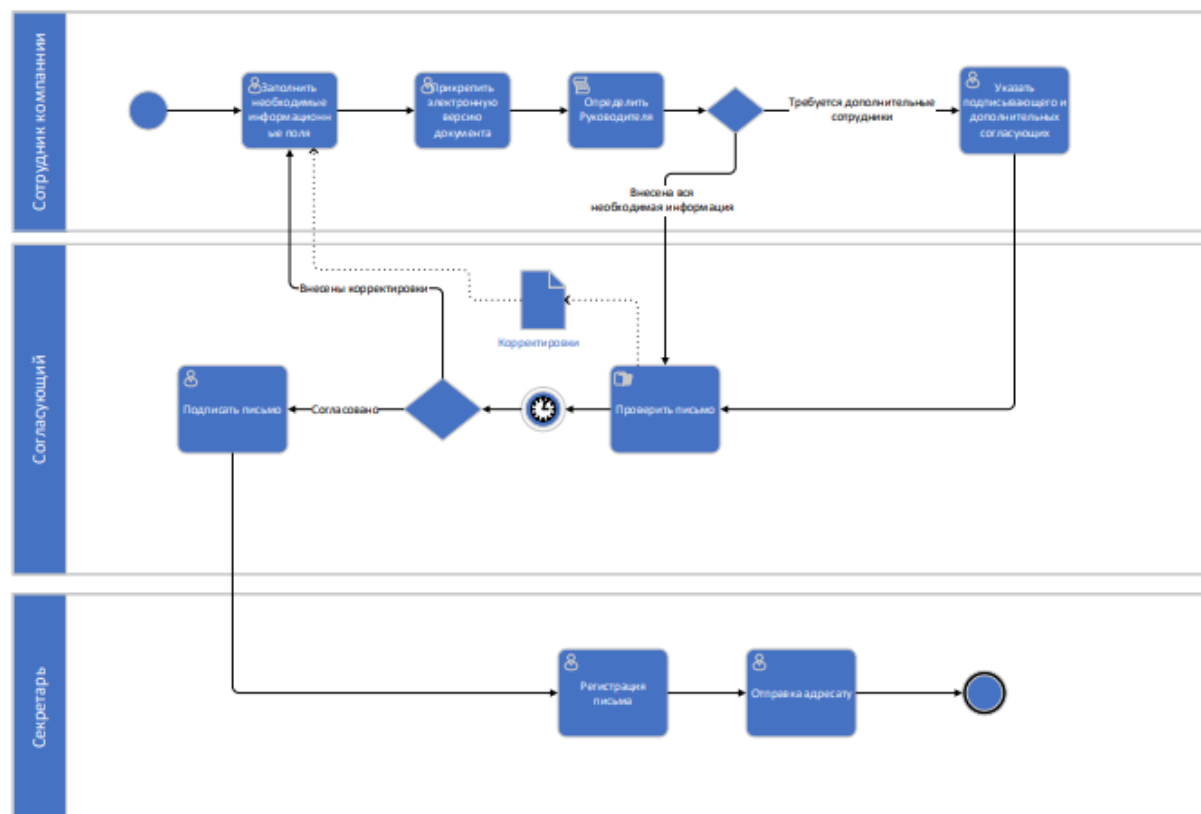 Сотрудник компаннии
Заполнить
необходимые
информационн
ые поля
Прикрепить
электронную
версию
документа
Определить
Руководителя
Требуется дополнительные
сотрудники
Указать
подписывающего и
дополнительных
согласующих
Внесена вся
необходимая информация
Согласующий
Внесены корректировки
Корректировки
Подписать письмо
Согласовано
Проверить письмо
Секретарь
Регистрация
письма
Отправка адресату